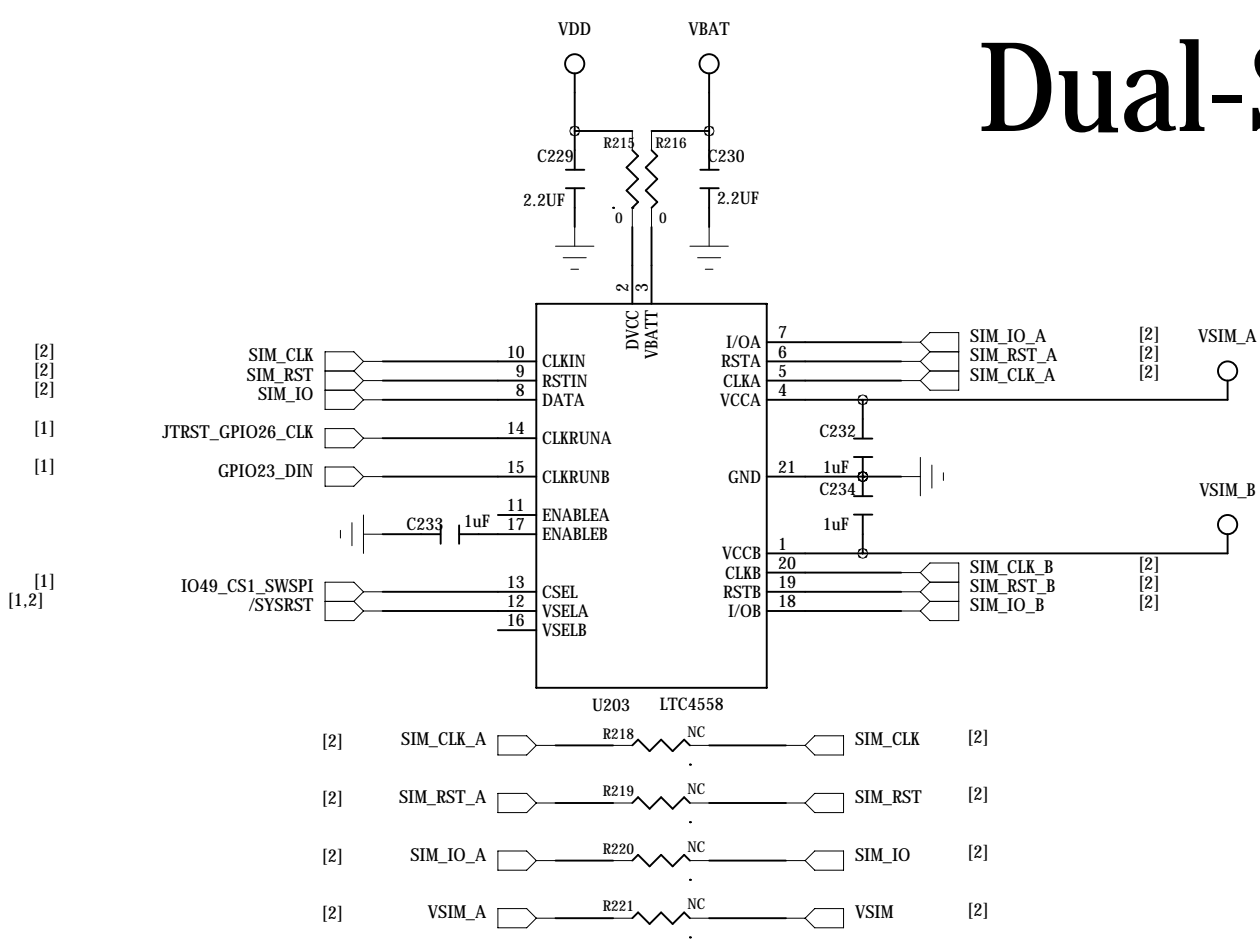 VDD VBAT
Dual-
R215 R216
C229 C230
2.2UF 2.2UF
0 0
2 3
DVCC VBATT
[2] SIM_CLK 10 CLKIN
[2] SIM_RST 9 RSTIN
[2] SIM_IO 8 DATA
[1] JTRST_GPIO26_CLK 14 CLKRUNA
[1] GPIO23_DIN 15 CLKRUNB
11 ENABLEA
C233 1uF 17 ENABLEB
[1] IO49_CS1_SWSPI 13 CSEL
[1,2] /SYSRST 12 VSELA
16 VSELB
I/OA 7 SIM_IO_A [2] VSIM_A
RSTA 6 SIM_RST_A [2]
CLKA 5 SIM_CLK_A [2]
VCCA 4
C232
1uF
GND 21
C234
1uF
VSIM_B
VCCB 1
CLKB 20 SIM_CLK_B [2]
RSTB 19 SIM_RST_B [2]
I/OB 18 SIM_IO_B [2]
U203 LTC4558
[2] SIM_CLK_A R218 NC SIM_CLK [2]
[2] SIM_RST_A R219 NC SIM_RST [2]
[2] SIM_IO_A R220 NC SIM_IO [2]
[2] VSIM_A R221 NC VSIM [2]